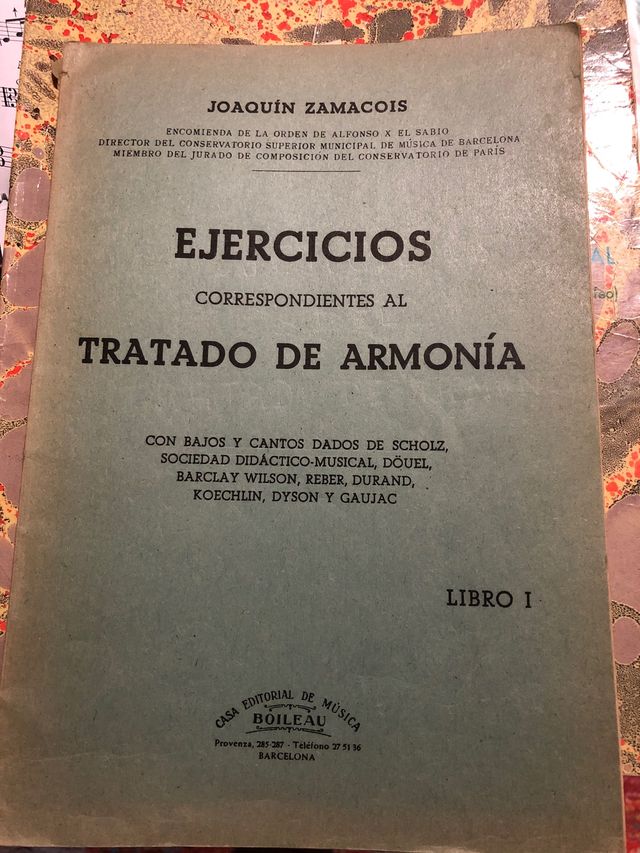 JOAQUÍN ZAMACOIS
ENCOMIENDA DE LA ORDEN DE ALFONSO X EL SABIO
DIRECTOR DEL CONSERVATORIO SUPERIOR MUNICIPAL DE MÚSICA DE BARCELONA
MIEMBRO DEL JURADO DE COMPOSICIÓN DEL CONSERVATORIO DE PARÍS
EJERCICIOS
CORRESPONDIENTES AL
TRATADO DE ARMONÍA
CON BAJOS Y CANTOS DADOS DE SCHOLZ,
SOCIEDAD DIDÁCTICO-MUSICAL, DÖUEL,
BARCLAY WILSON, REBER, DURAND,
KOECHLIN, DYSON Y GAUJAC
LIBRO I
CASA EDITORIAL DE MÚSICA
BOILEAU
Provenza, 285-287 - Teléfono 27 51 36
BARCELONA